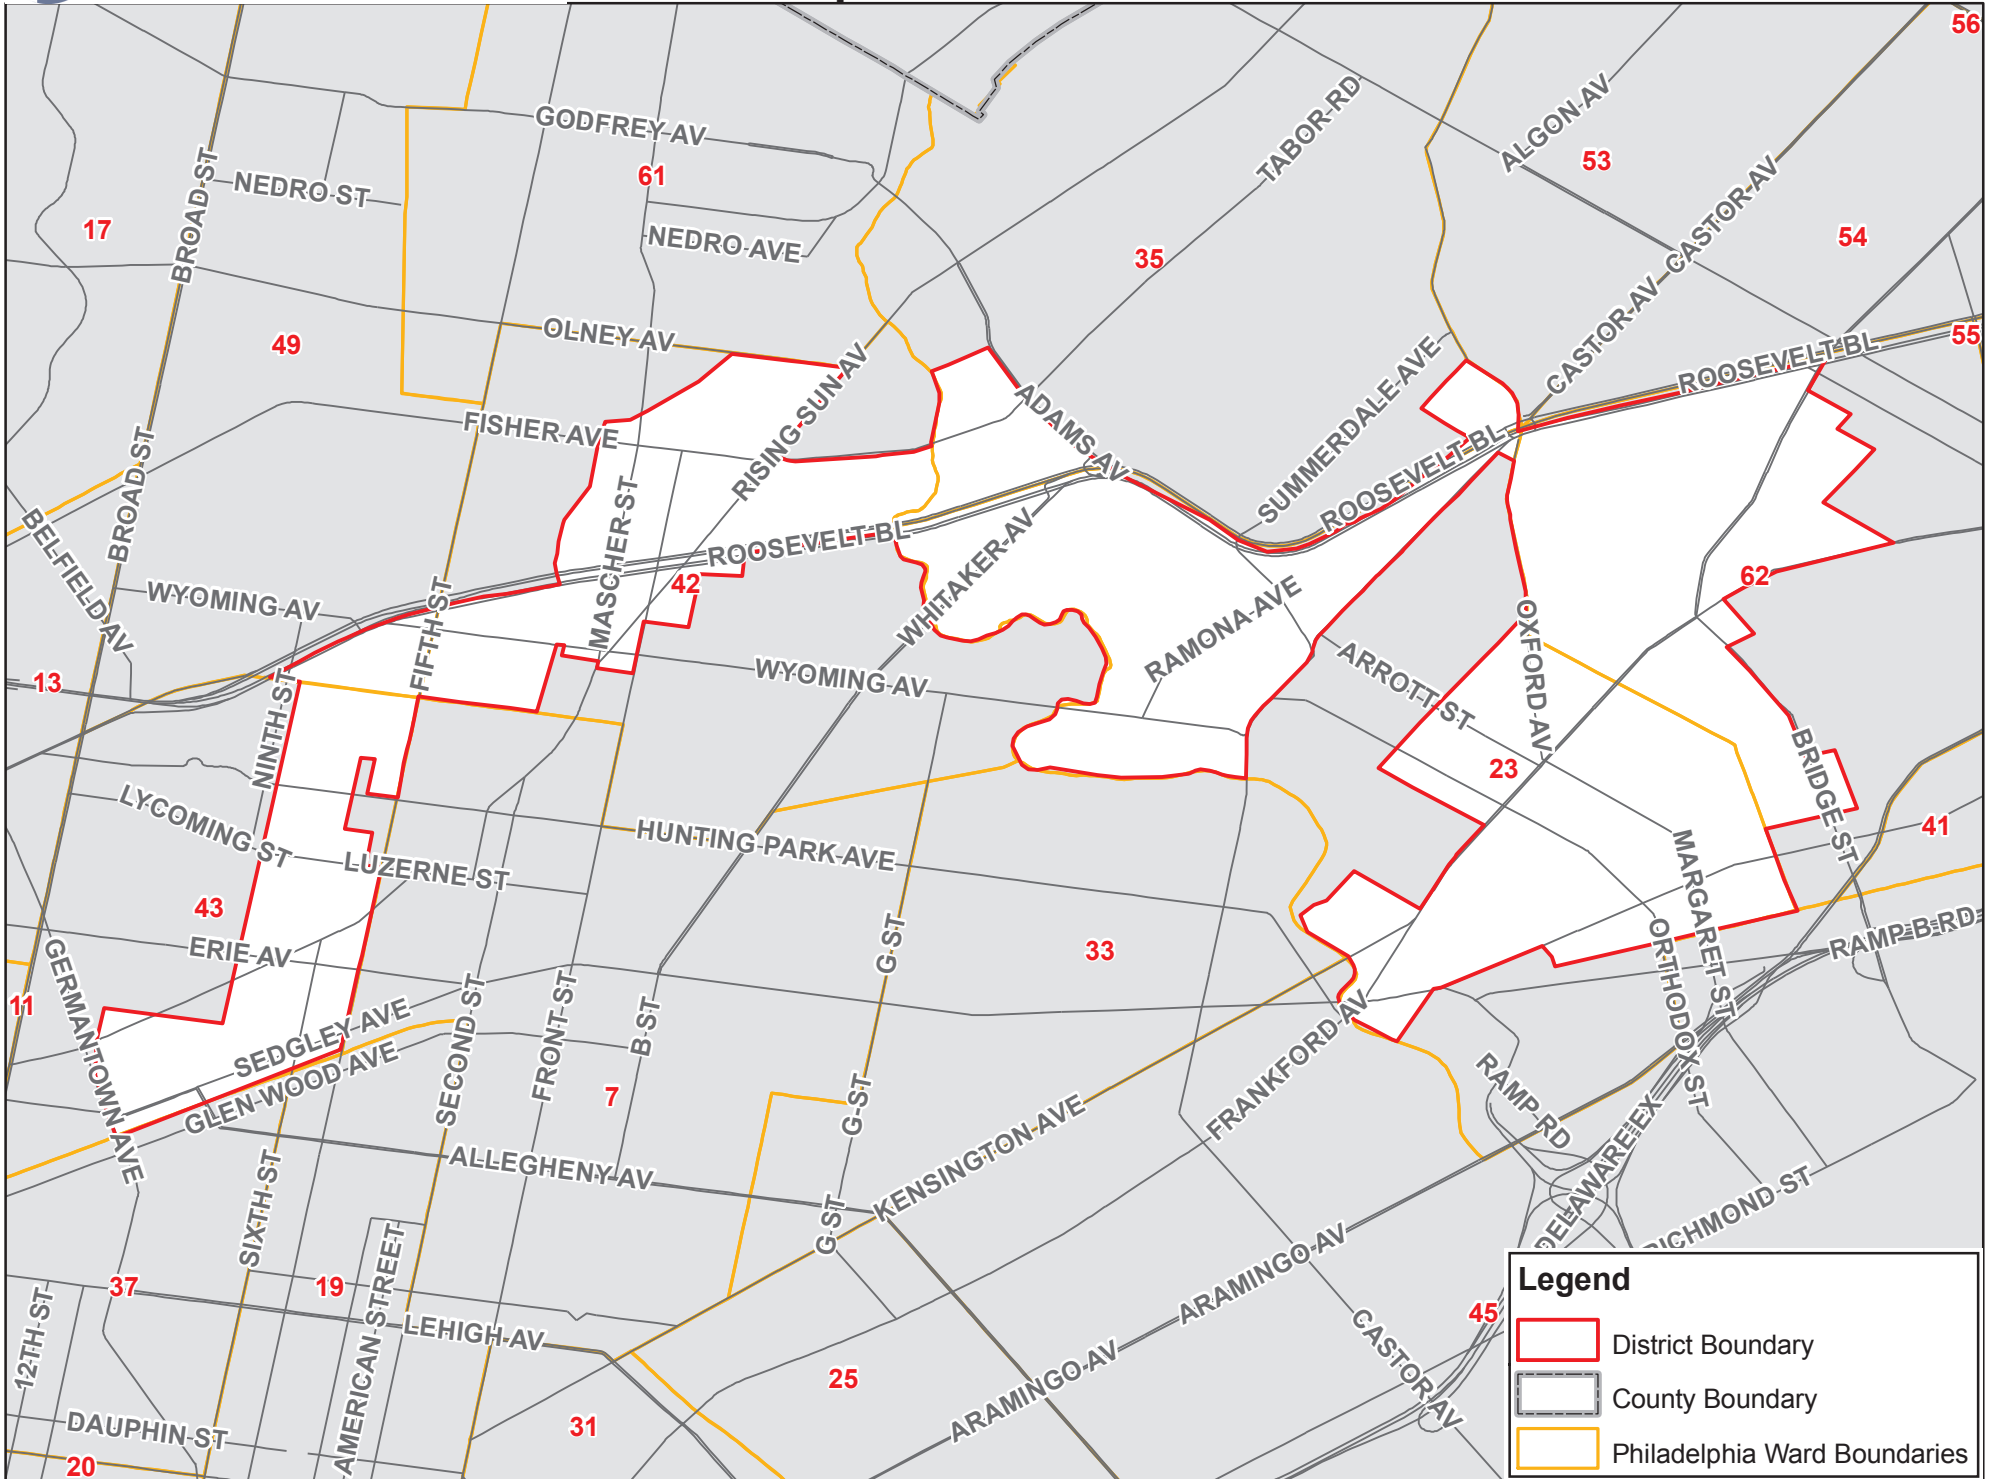 56
GODFREY AV
TABOR RD
ALGON AV
53
BROAD ST
NEDRO ST
61
CASTOR AV
17
NEDRO AVE
35
54
CASTOR AV
49
OLNEY AV
55
ROOSEVELT BL
RISING SUN AV
SUMMERDALE AVE
FISHER AVE
ADAMS AV
ROOSEVELT BL
BROAD ST
BELFIELD AV
MASCHER ST
ROOSEVELT BL
WHITAKER AV
42
62
WYOMING AV
FIFTH ST
RAMONA AVE
OXFORD AV
ARROTT ST
13
WYOMING AV
NINTH ST
23
BRIDGE ST
LYCOMING ST
HUNTING PARK AVE
41
LUZERNE ST
MARGARET ST
43
ERIE AV
G ST
33
ORTHODOX ST
RAMP B RD
11
GERMANTOWN AVE
SEDGLEY AVE
SECOND ST
FRONT ST
B ST
GLEN WOOD AVE
7
G ST
FRANKFORD AV
RAMP RD
KENSINGTON AVE
ALLEGHENY AV
SIXTH ST
G ST
DELAWARE EX
RICHMOND ST
37
19
AMERICAN STREET
ARAMINGO AV
45
12TH ST
LEHIGH AV
CASTOR AV
25
ARAMINGO AV
31
DAUPHIN ST
20
Legend
District Boundary
County Boundary
Philadelphia Ward Boundaries